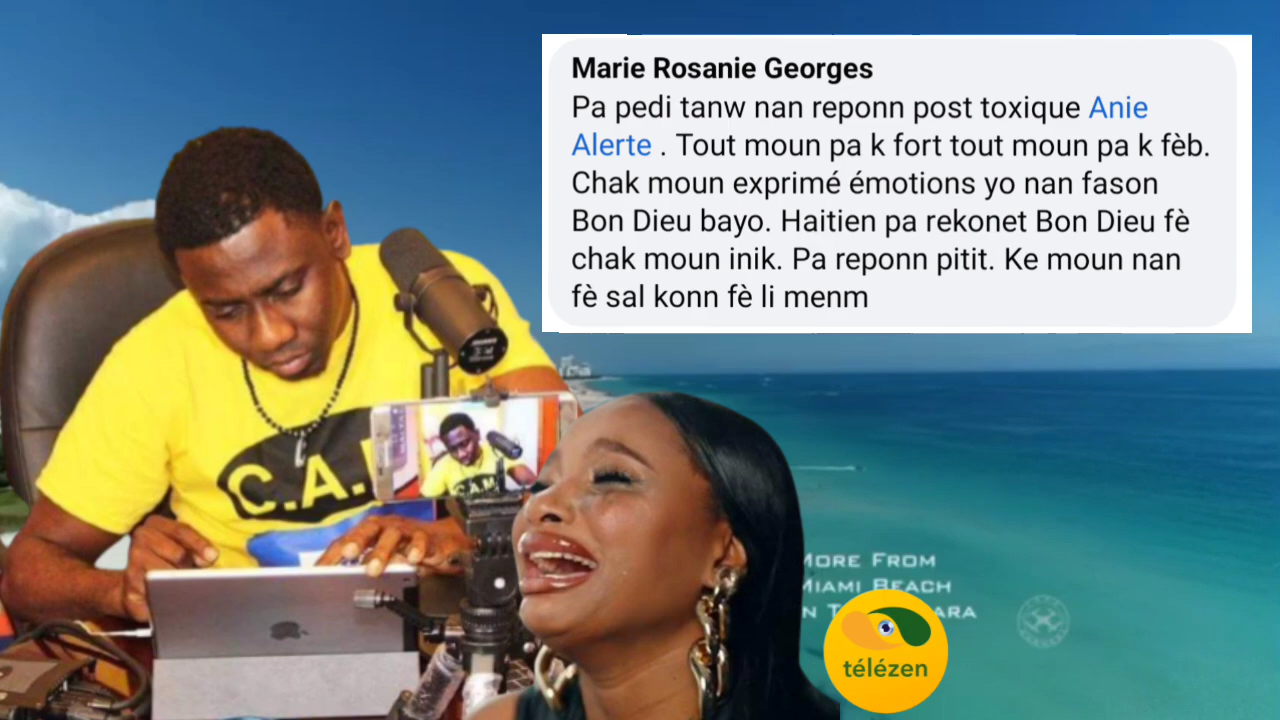 Marie Rosanie Georges
Pa pedi tanw nan reponn post toxique Anie
Alerte . Tout moun pa k fort tout moun pa k fèb.
Chak moun exprimé émotions yo nan fason
Bon Dieu bayo. Haitien pa rekonet Bon Dieu fè
chak moun inik. Pa reponn pitit. Ke moun nan
fè sal konn fè li menm
C.A.
MORE FROM
MIAMI BEACH
télézen